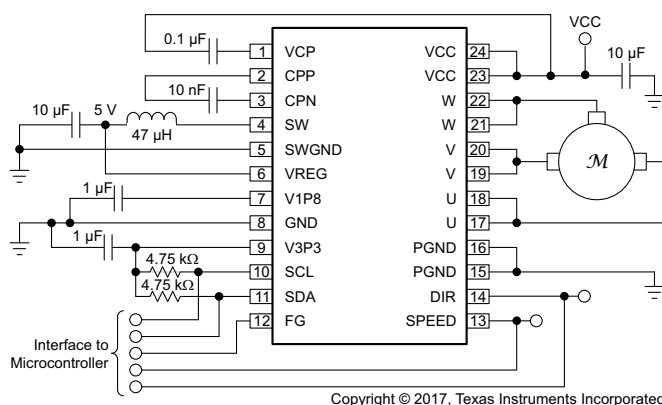 VCC
0.1 µF
1 VCP VCC 24
10 µF
2 CPP VCC 23
10 nF
3 CPN W 22
10 µF 5 V
47 µH
4 SW W 21
5 SWGND V 20
M
6 VREG V 19
1 µF
7 V1P8 U 18
8 GND U 17
1 µF
9 V3P3 PGND 16
4.75 kΩ
10 SCL PGND 15
4.75 kΩ
11 SDA DIR 14
12 FG SPEED 13
Interface to
Microcontroller
Copyright © 2017, Texas Instruments Incorporated